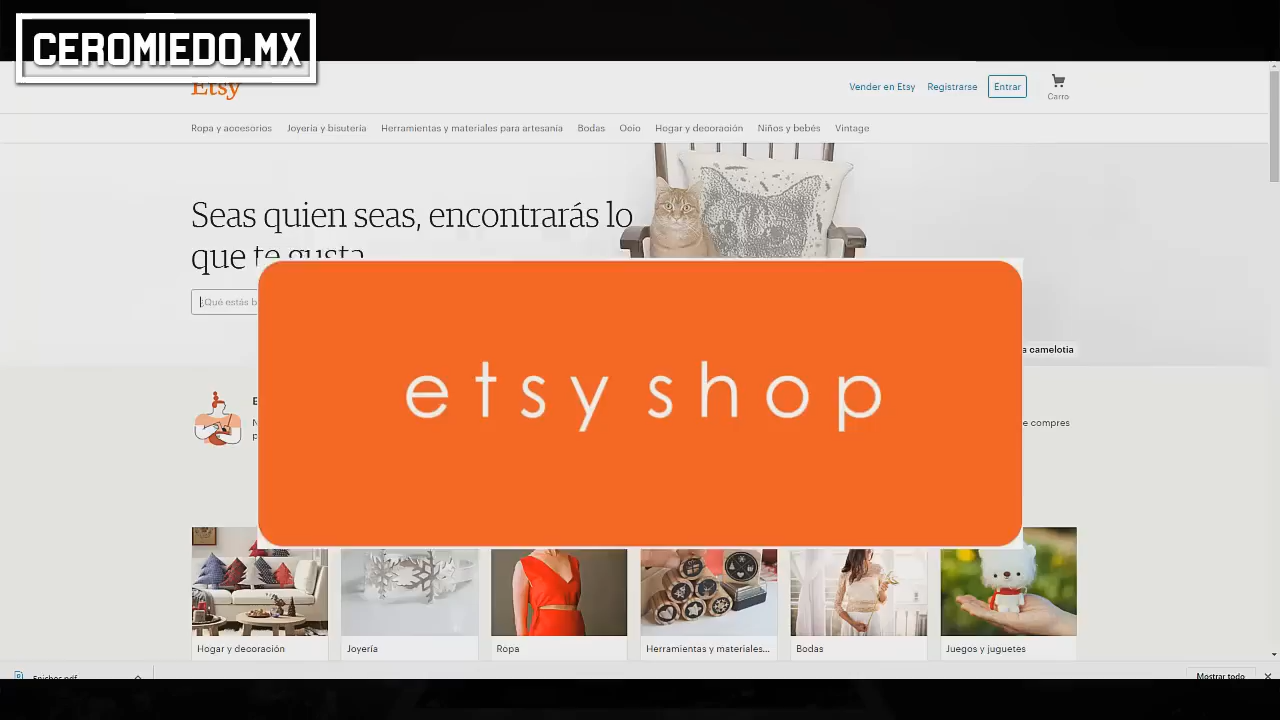 CEROMIEDO.MX
Etsy
Vender en Etsy
Registrarse
Entrar
Carro
Ropa y accesorios
Joyería y bisutería
Herramientas y materiales para artesanía
Bodas
Ocio
Hogar y decoración
Niños y bebés
Vintage
Seas quien seas, encontrarás lo
que te gusta
¿Qué estás b
a camelotia
etsy shop
e compres
Hogar y decoración
Joyería
Ropa
Herramientas y materiales...
Bodas
Juegos y juguetes
Mostrar todo